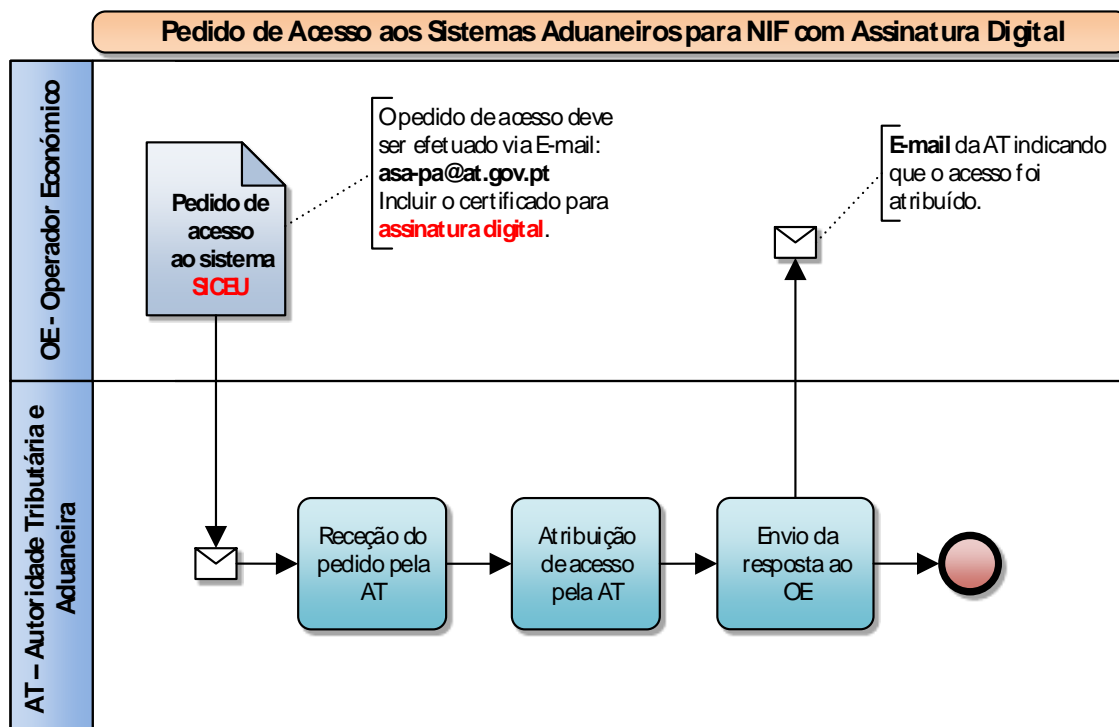 Pedido de Acesso aos Sistemas Aduaneiros para NIF com Assinatura Digital
OE - Operador Económico
Pedido de
acesso
ao sistema
SICEU
O pedido de acesso deve
ser efetuado via E-mail:
asa-pa@at.gov.pt
Incluir o certificado para
assinatura digital.
E-mail da AT indicando
que o acesso foi
atribuído.
AT – Autoridade Tributária e
Aduaneira
Receção do
pedido pela
AT
Atribuição
de acesso
pela AT
Envio da
resposta ao
OE